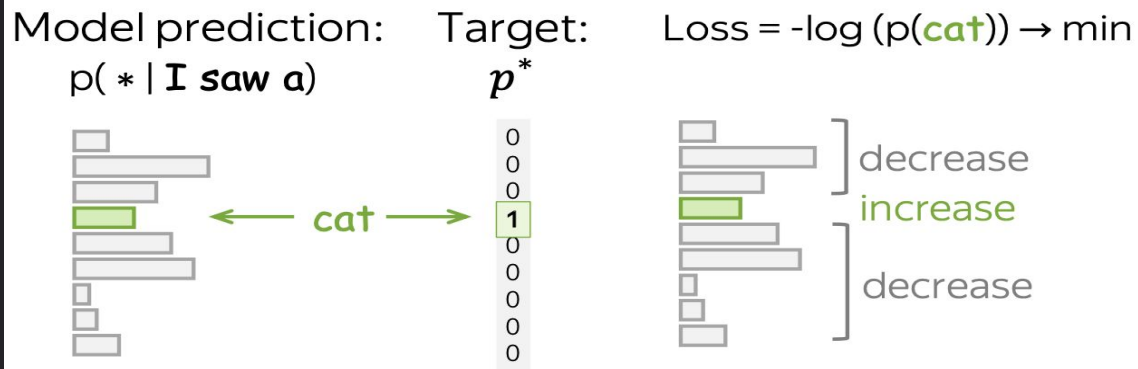 Model prediction: Target: Loss = -log (p(cat)) → min
p( * | I saw a) p*
0
0
0
cat 1
0
0
0
0
0
decrease
increase
decrease